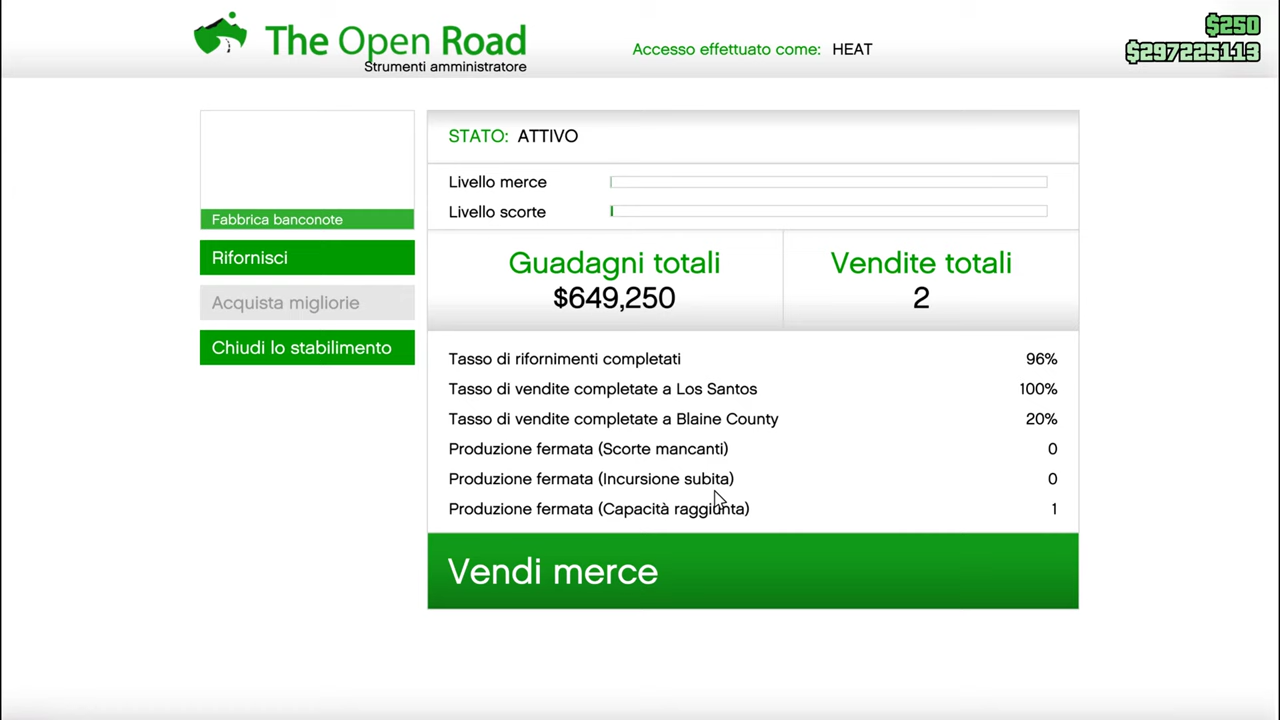 The Open Road
Strumenti amministratore
Accesso effettuato come: HEAT
$250
$297225113
Fabbrica banconote
Rifornisci
Acquista migliorie
Chiudi lo stabilimento
STATO: ATTIVO
Livello merce
Livello scorte
Guadagni totali
$649,250
Vendite totali
2
Tasso di rifornimenti completati 96%
Tasso di vendite completate a Los Santos 100%
Tasso di vendite completate a Blaine County 20%
Produzione fermata (Scorte mancanti) 0
Produzione fermata (Incursione subita) 0
Produzione fermata (Capacità raggiunta) 1
Vendi merce